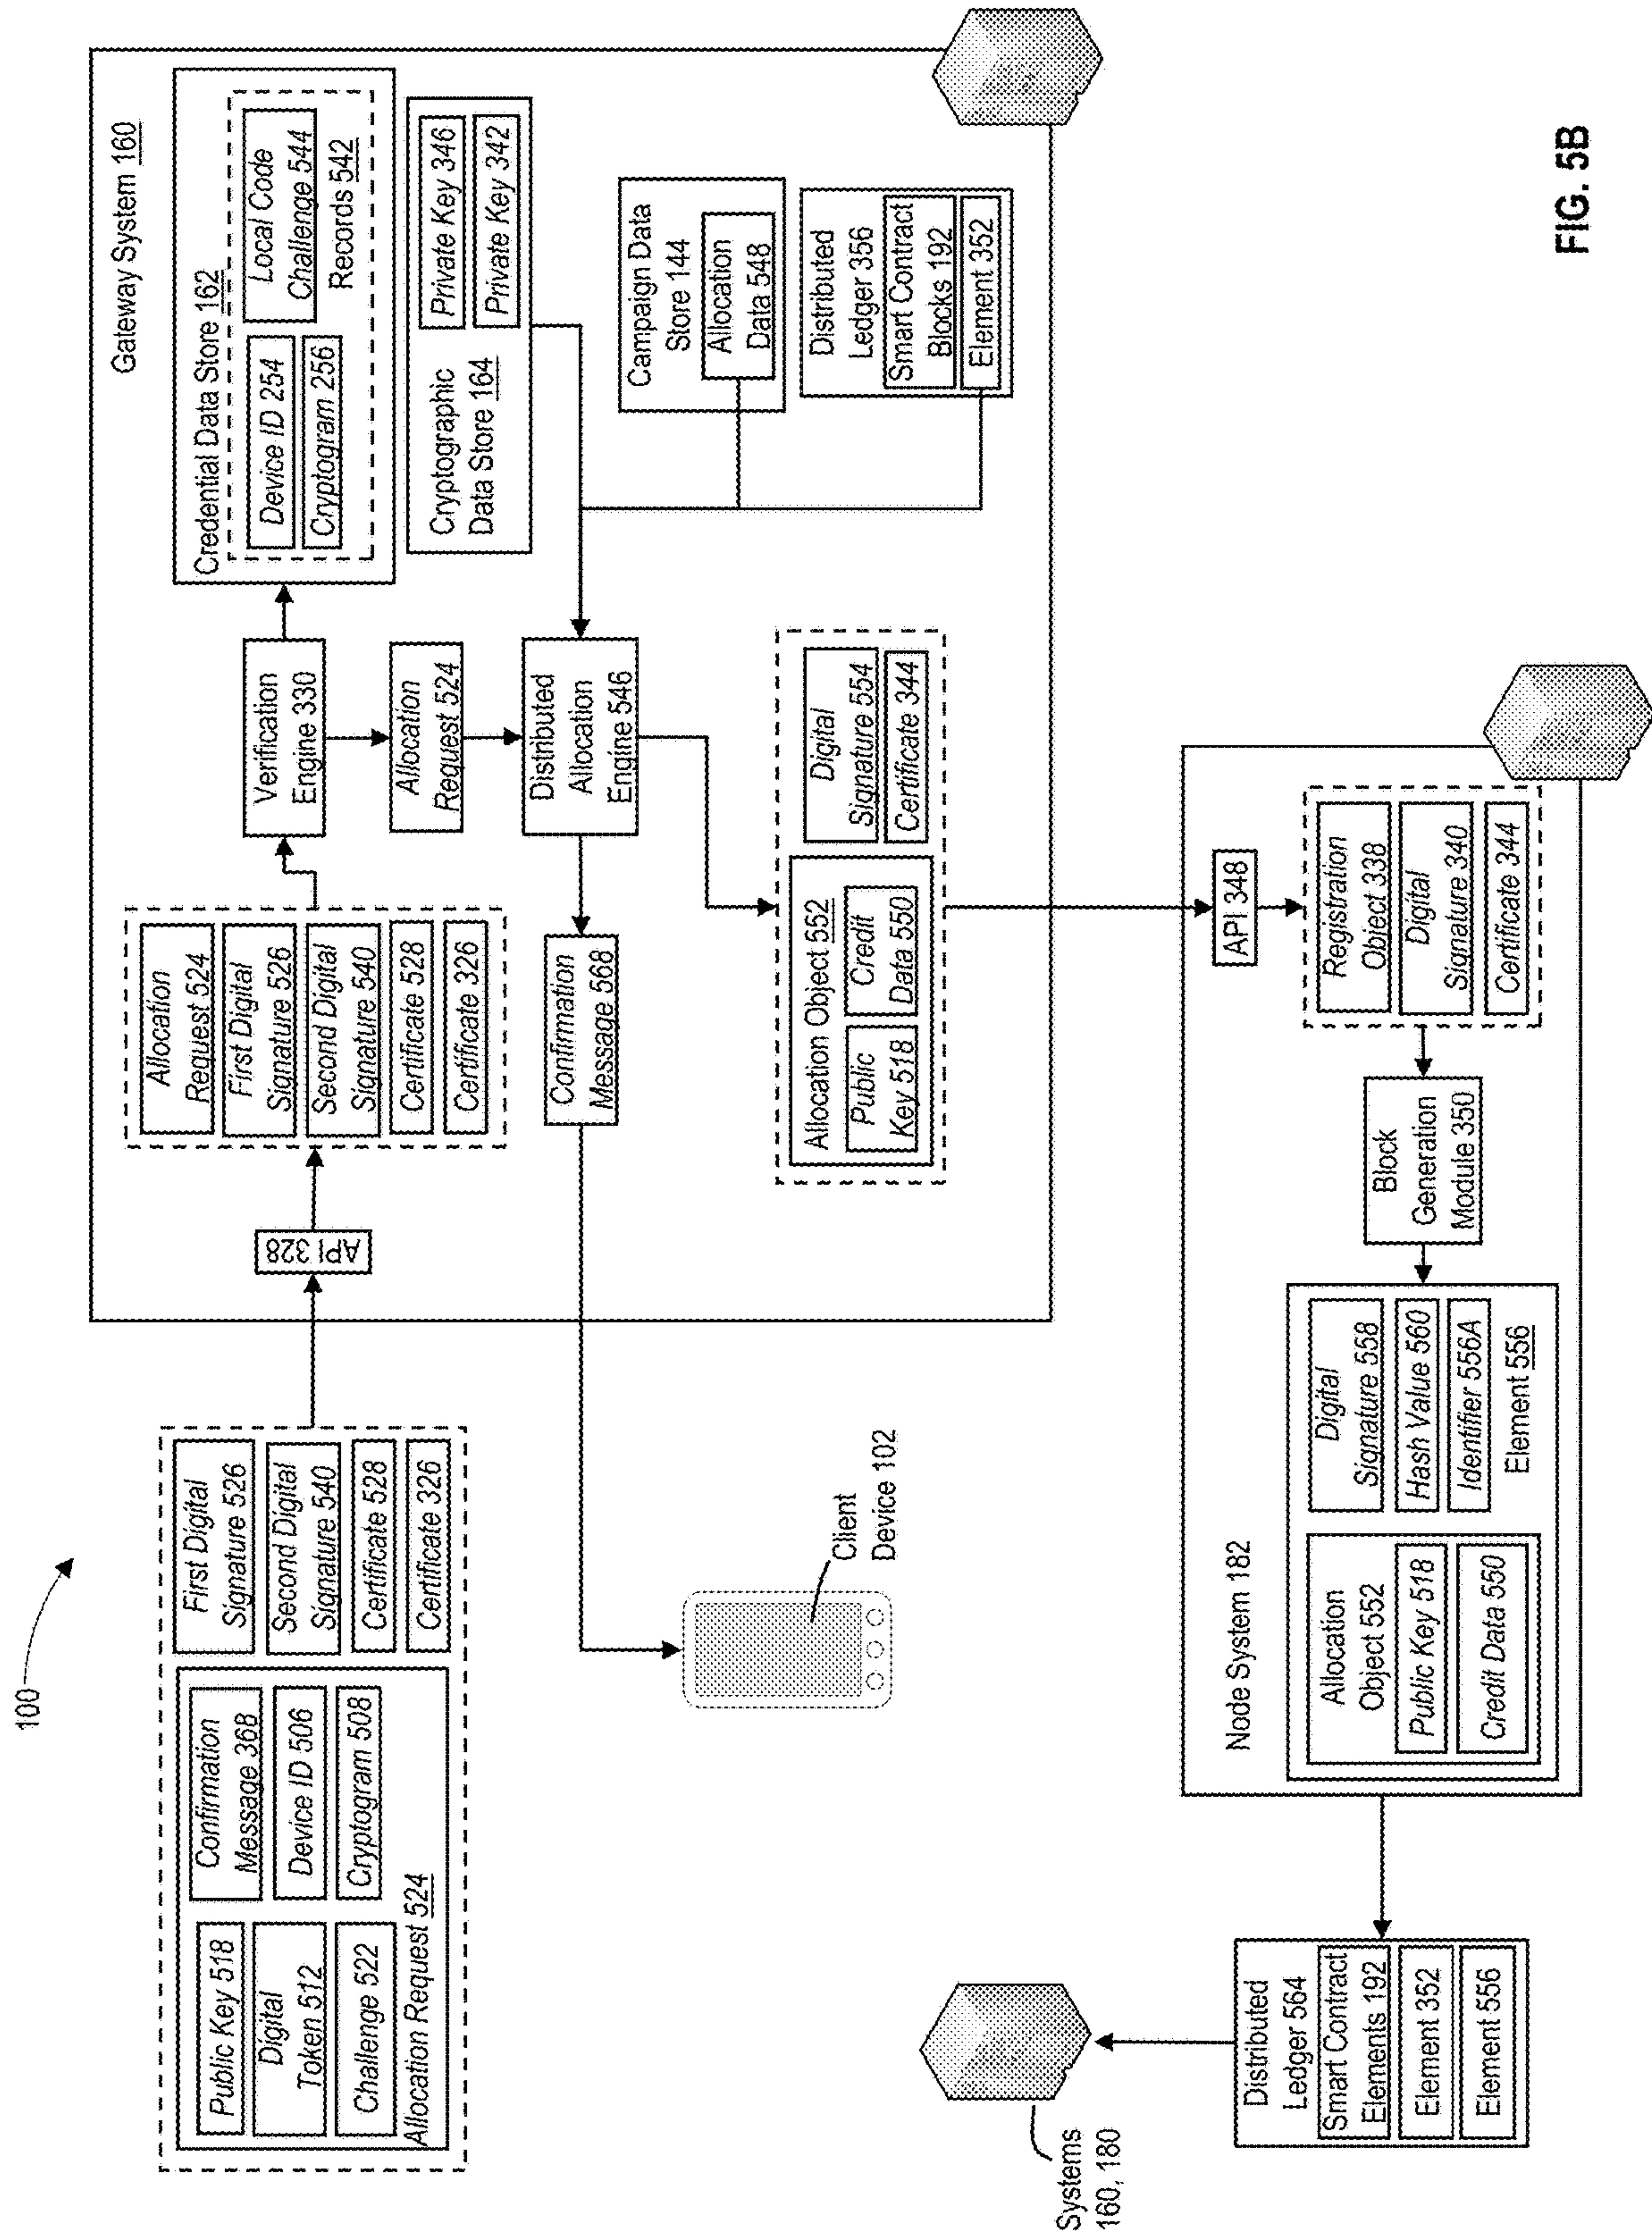 100
Public Key 518
Digital
Token 512
Challenge 522
Confirmation
Message 368
Device ID 506
Cryptogram 508
Allocation Request 524
First Digital
Signature 526
Second Digital
Signature 540
Certificate 528
Certificate 326
API 328
Gateway System 160
Allocation
Request 524
First Digital
Signature 526
Second Digital
Signature 540
Certificate 528
Certificate 326
Verification
Engine 330
Credential Data Store 162
Device ID 254
Cryptogram 256
Local Code
Challenge 544
Records 542
Allocation
Request 524
Cryptographic
Data Store 164
Private Key 346
Private Key 342
Distributed
Allocation
Engine 546
Confirmation
Message 568
Campaign Data
Store 144
Allocation
Data 548
Distributed
Ledger 356
Smart Contract
Blocks 192
Element 352
Allocation Object 552
Public
Key 518
Credit
Data 550
Digital
Signature 554
Certificate 344
Client
Device 102
API 348
Registration
Object 338
Digital
Signature 340
Certificate 344
Block
Generation
Module 350
Node System 182
Allocation
Object 552
Public Key 518
Credit Data 550
Digital
Signature 558
Hash Value 560
Identifier 556A
Element 556
Distributed
Ledger 564
Smart Contract
Elements 192
Element 352
Element 556
Systems
160, 180
FIG. 5B